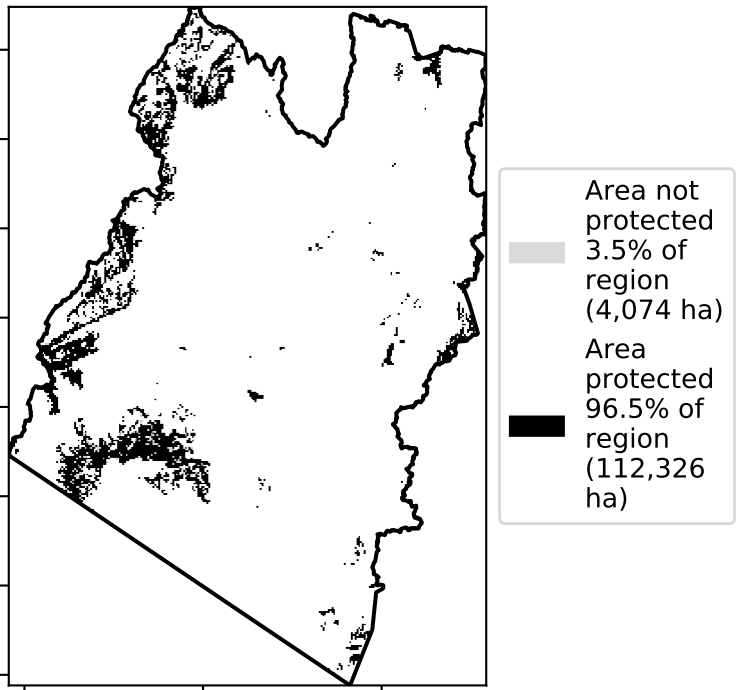 Area not
protected
3.5% of
region
(4,074 ha)
Area
protected
96.5% of
region
(112,326
ha)